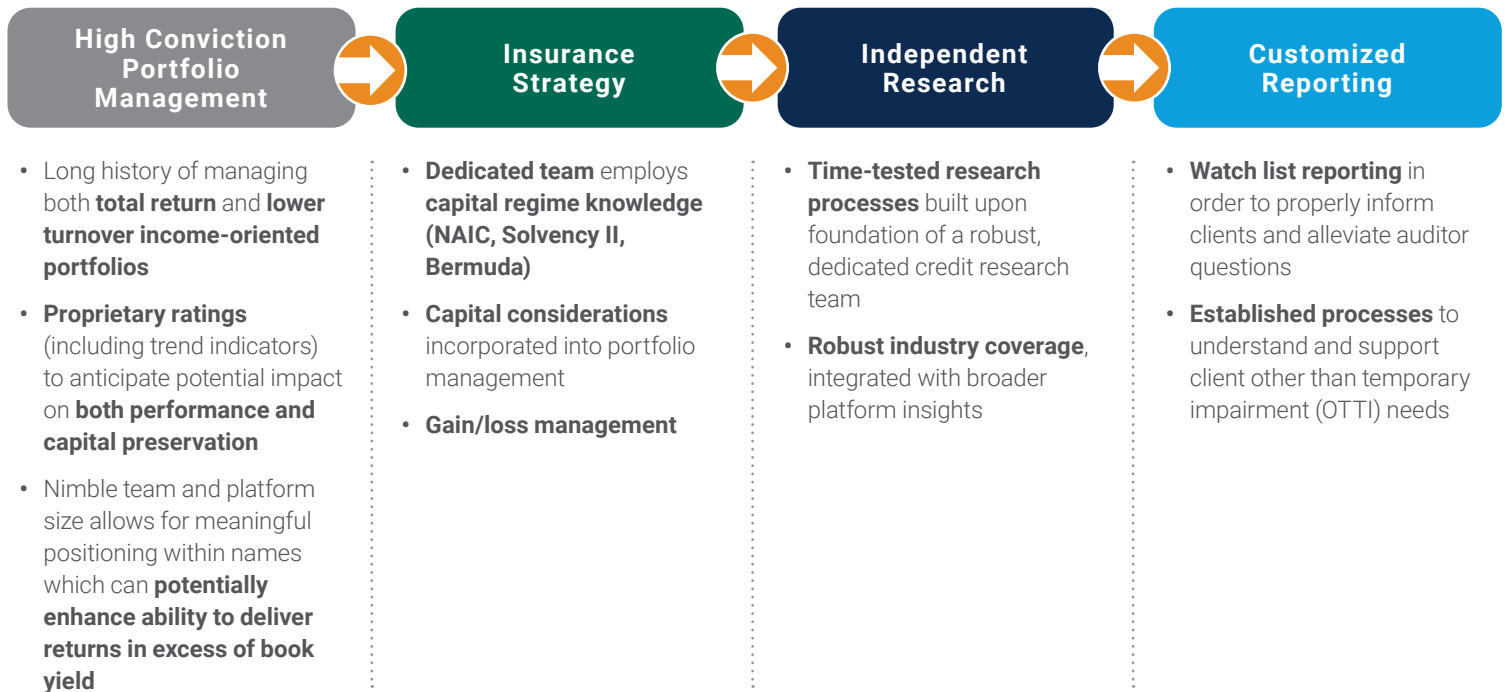 High Conviction
Portfolio
Management
Insurance
Strategy
Independent
Research
Customized
Reporting
• Long history of managing
both total return and lower
turnover income-oriented
portfolios
• Proprietary ratings
(including trend indicators)
to anticipate potential impact
on both performance and
capital preservation
• Nimble team and platform
size allows for meaningful
positioning within names
which can potentially
enhance ability to deliver
returns in excess of book
yield
• Dedicated team employs
capital regime knowledge
(NAIC, Solvency II,
Bermuda)
• Capital considerations
incorporated into portfolio
management
• Gain/loss management
• Time-tested research
processes built upon
foundation of a robust,
dedicated credit research
team
• Robust industry coverage,
integrated with broader
platform insights
• Watch list reporting in
order to properly inform
clients and alleviate auditor
questions
• Established processes to
understand and support
client other than temporary
impairment (OTTI) needs